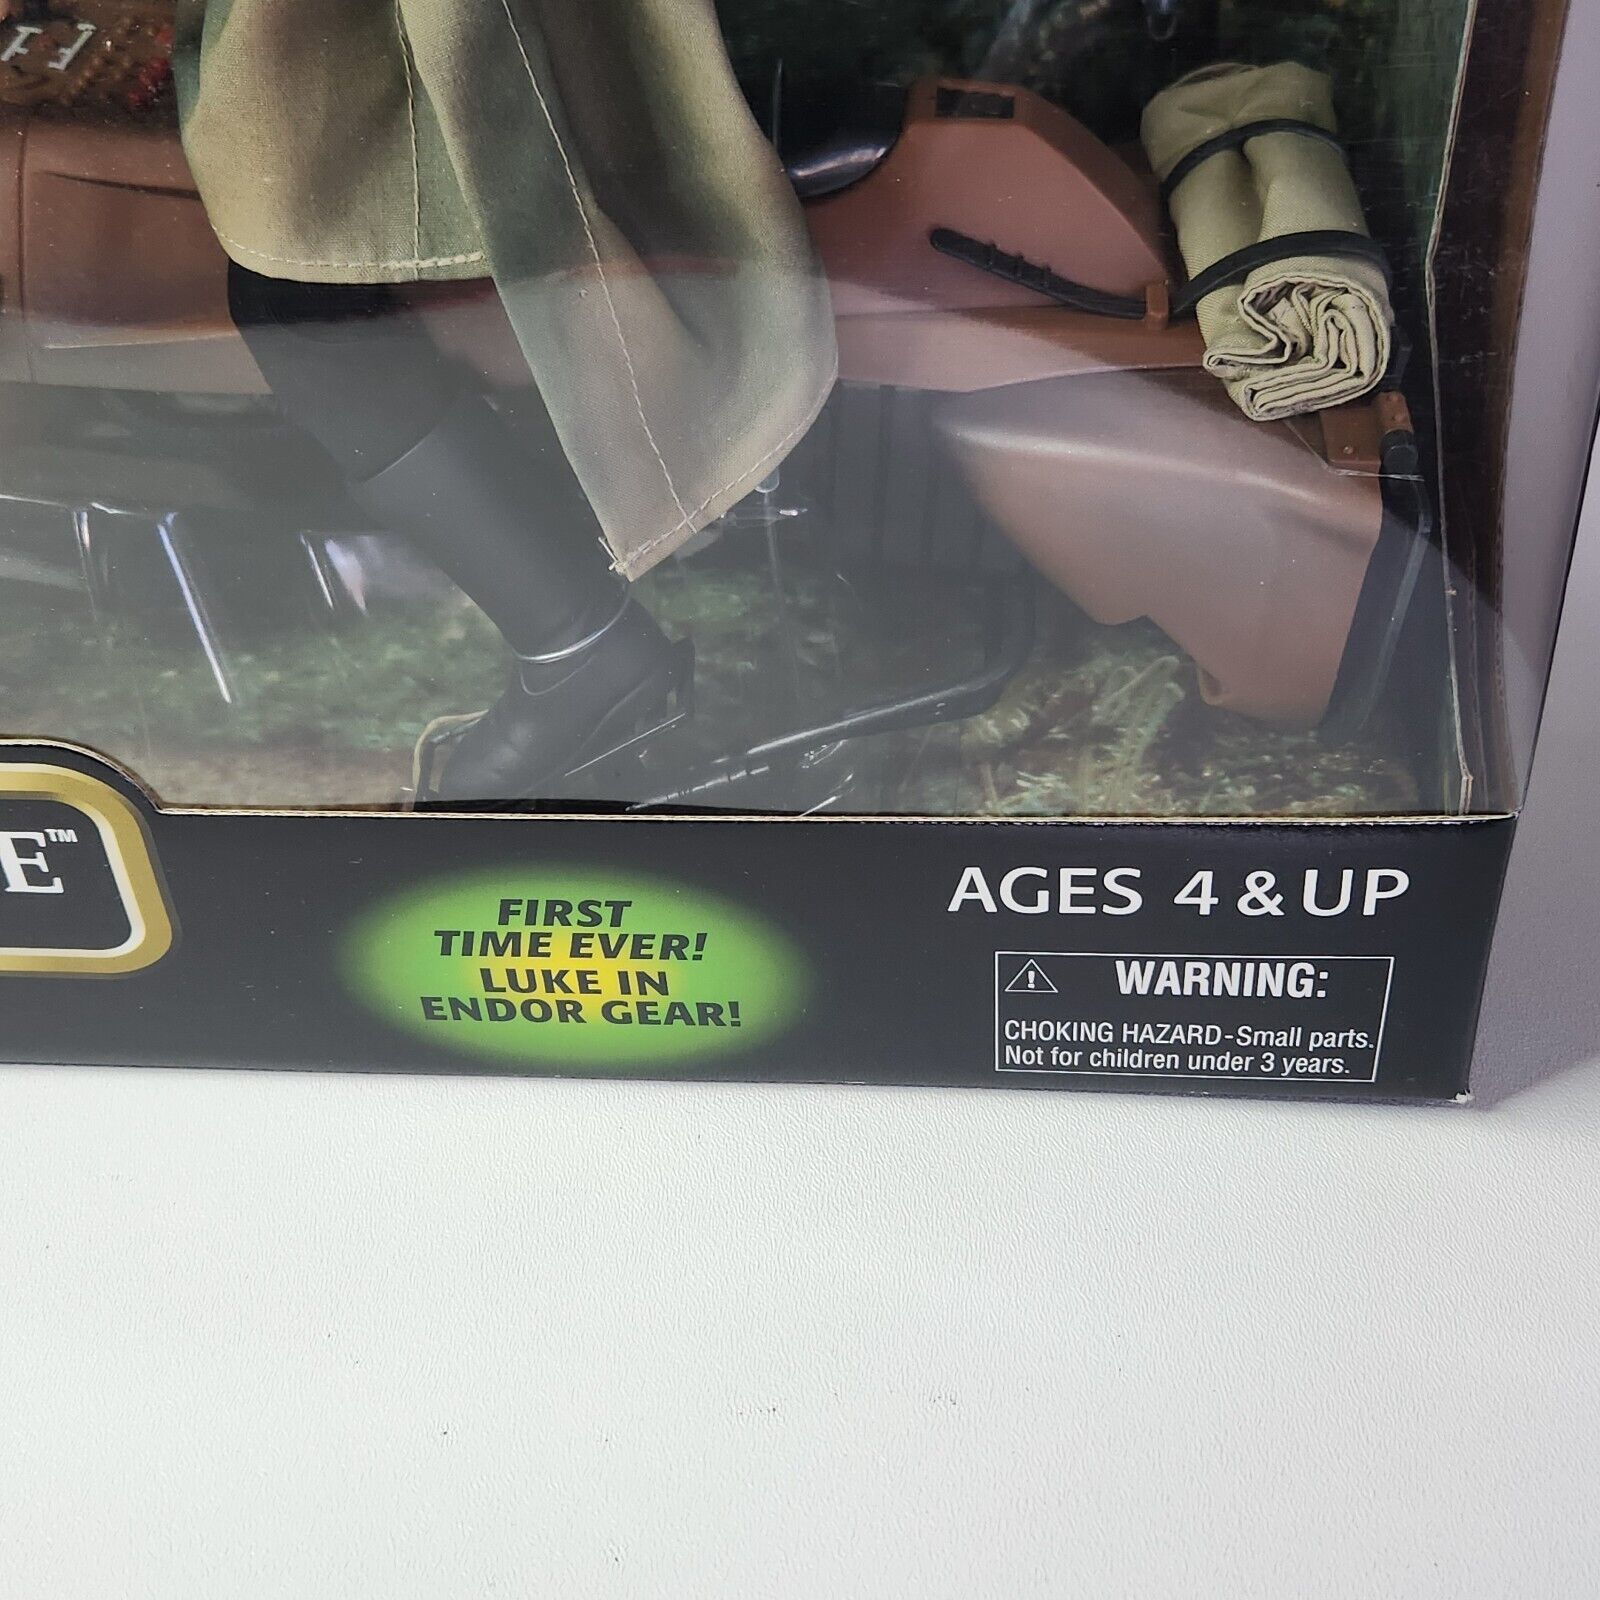 E™
FIRST
TIME EVER!
LUKE IN
ENDOR GEAR!
AGES 4 & UP
WARNING:
CHOKING HAZARD-Small parts.
Not for children under 3 years.